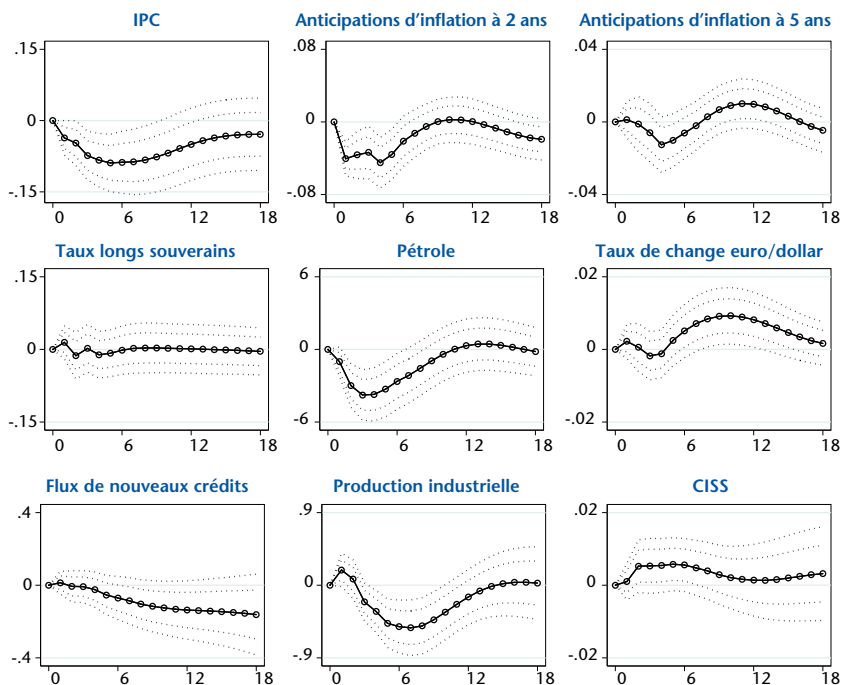 IPC
Anticipations d’inflation à 2 ans
Anticipations d’inflation à 5 ans
.15
0
-.15
0 6 12 18
.08
0
-.08
0 6 12 18
.04
0
-.04
0 6 12 18
Taux longs souverains
Pétrole
Taux de change euro/dollar
.15
0
-.15
0 6 12 18
6
0
-6
0 6 12 18
.02
0
-.02
0 6 12 18
Flux de nouveaux crédits
Production industrielle
CISS
.4
0
-.4
0 6 12 18
.9
0
-.9
0 6 12 18
.02
0
-.02
0 6 12 18